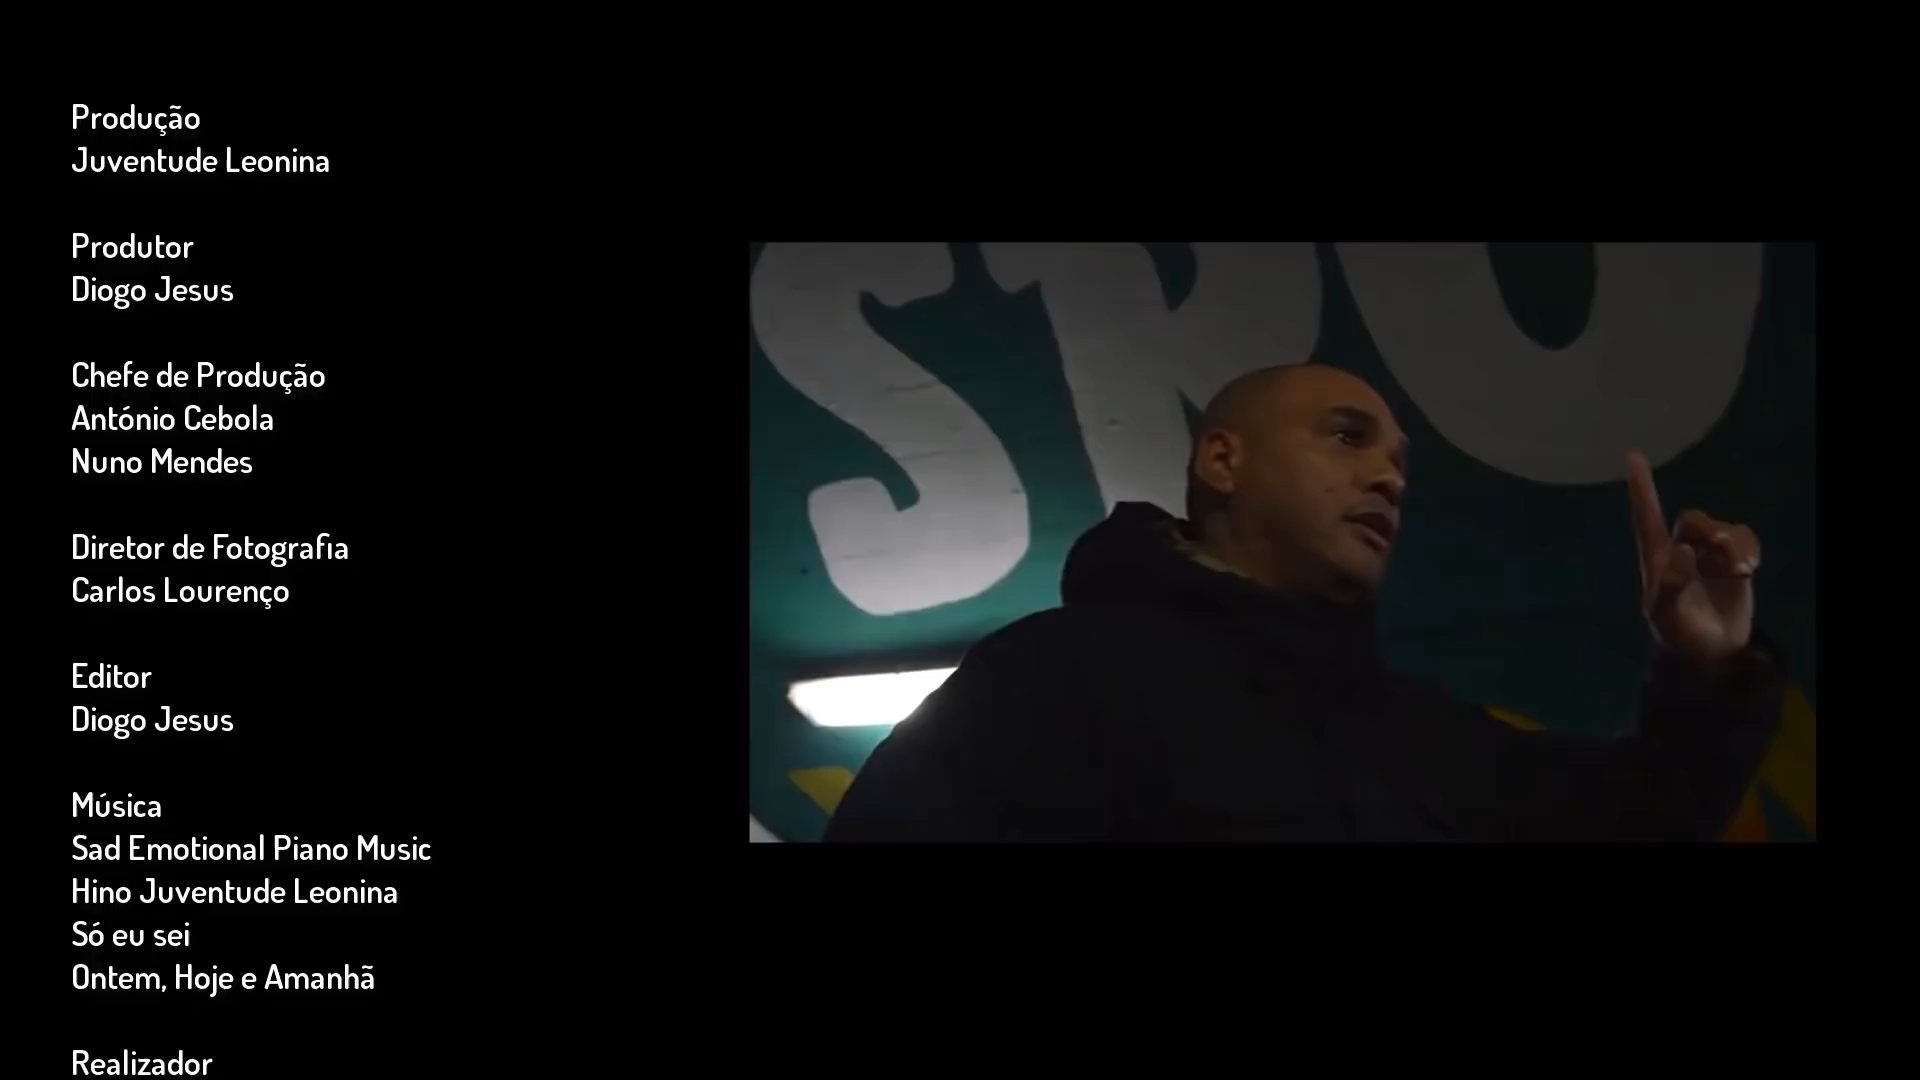 Produção
Juventude Leonina
Produtor
Diogo Jesus
Chefe de Produção
António Cebola
Nuno Mendes
Diretor de Fotografia
Carlos Lourenço
Editor
Diogo Jesus
Música
Sad Emotional Piano Music
Hino Juventude Leonina
Só eu sei
Ontem, Hoje e Amanhã
Realizador
SPO